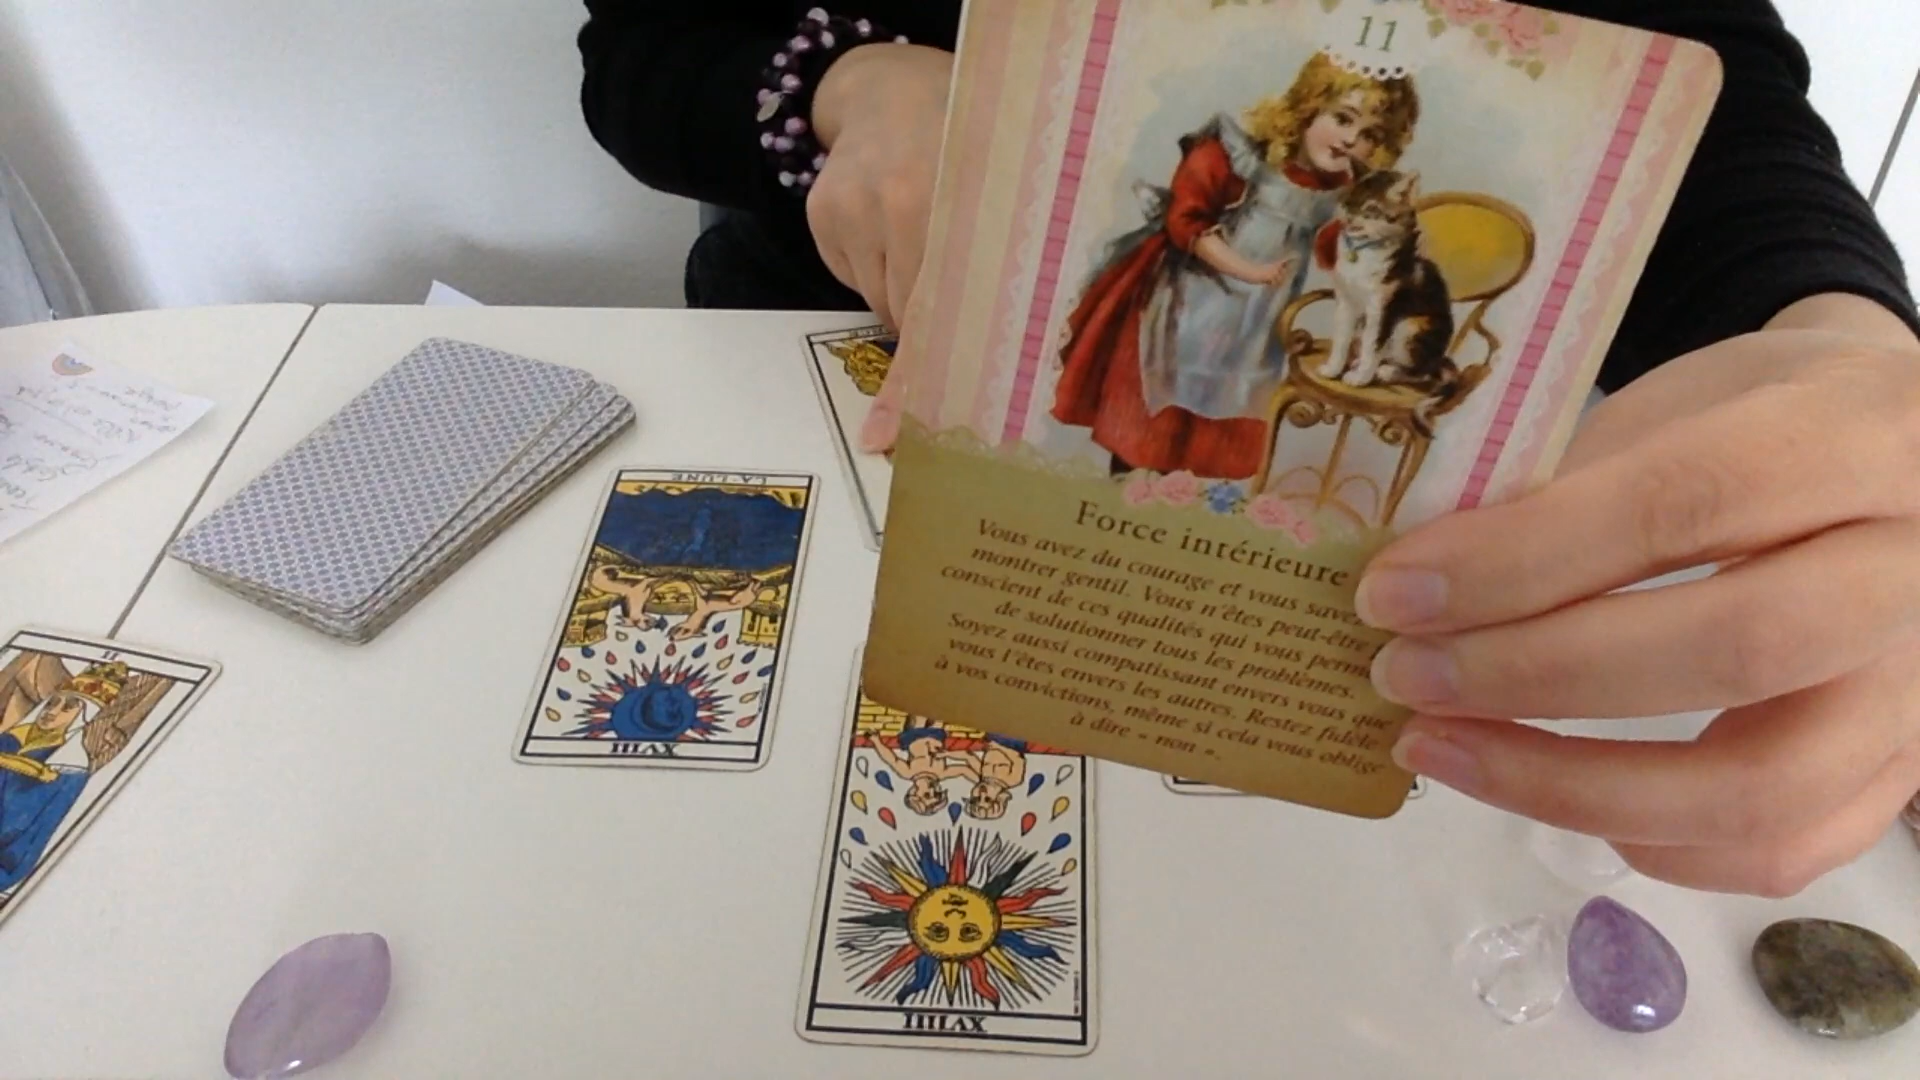 11
Force intérieure
Vous avez du courage et vous savez
montrer gentil. Vous n'êtes peut-être
conscient de ces qualités qui vous
de solutionner tous les problèmes.
Soyez aussi compatissant envers vous que
vous l'êtes envers les autres. Restez fidèle
à vos convictions, même si cela vous oblige
à dire « non ».
LA·LUNE
XVIII
II
XVIIII